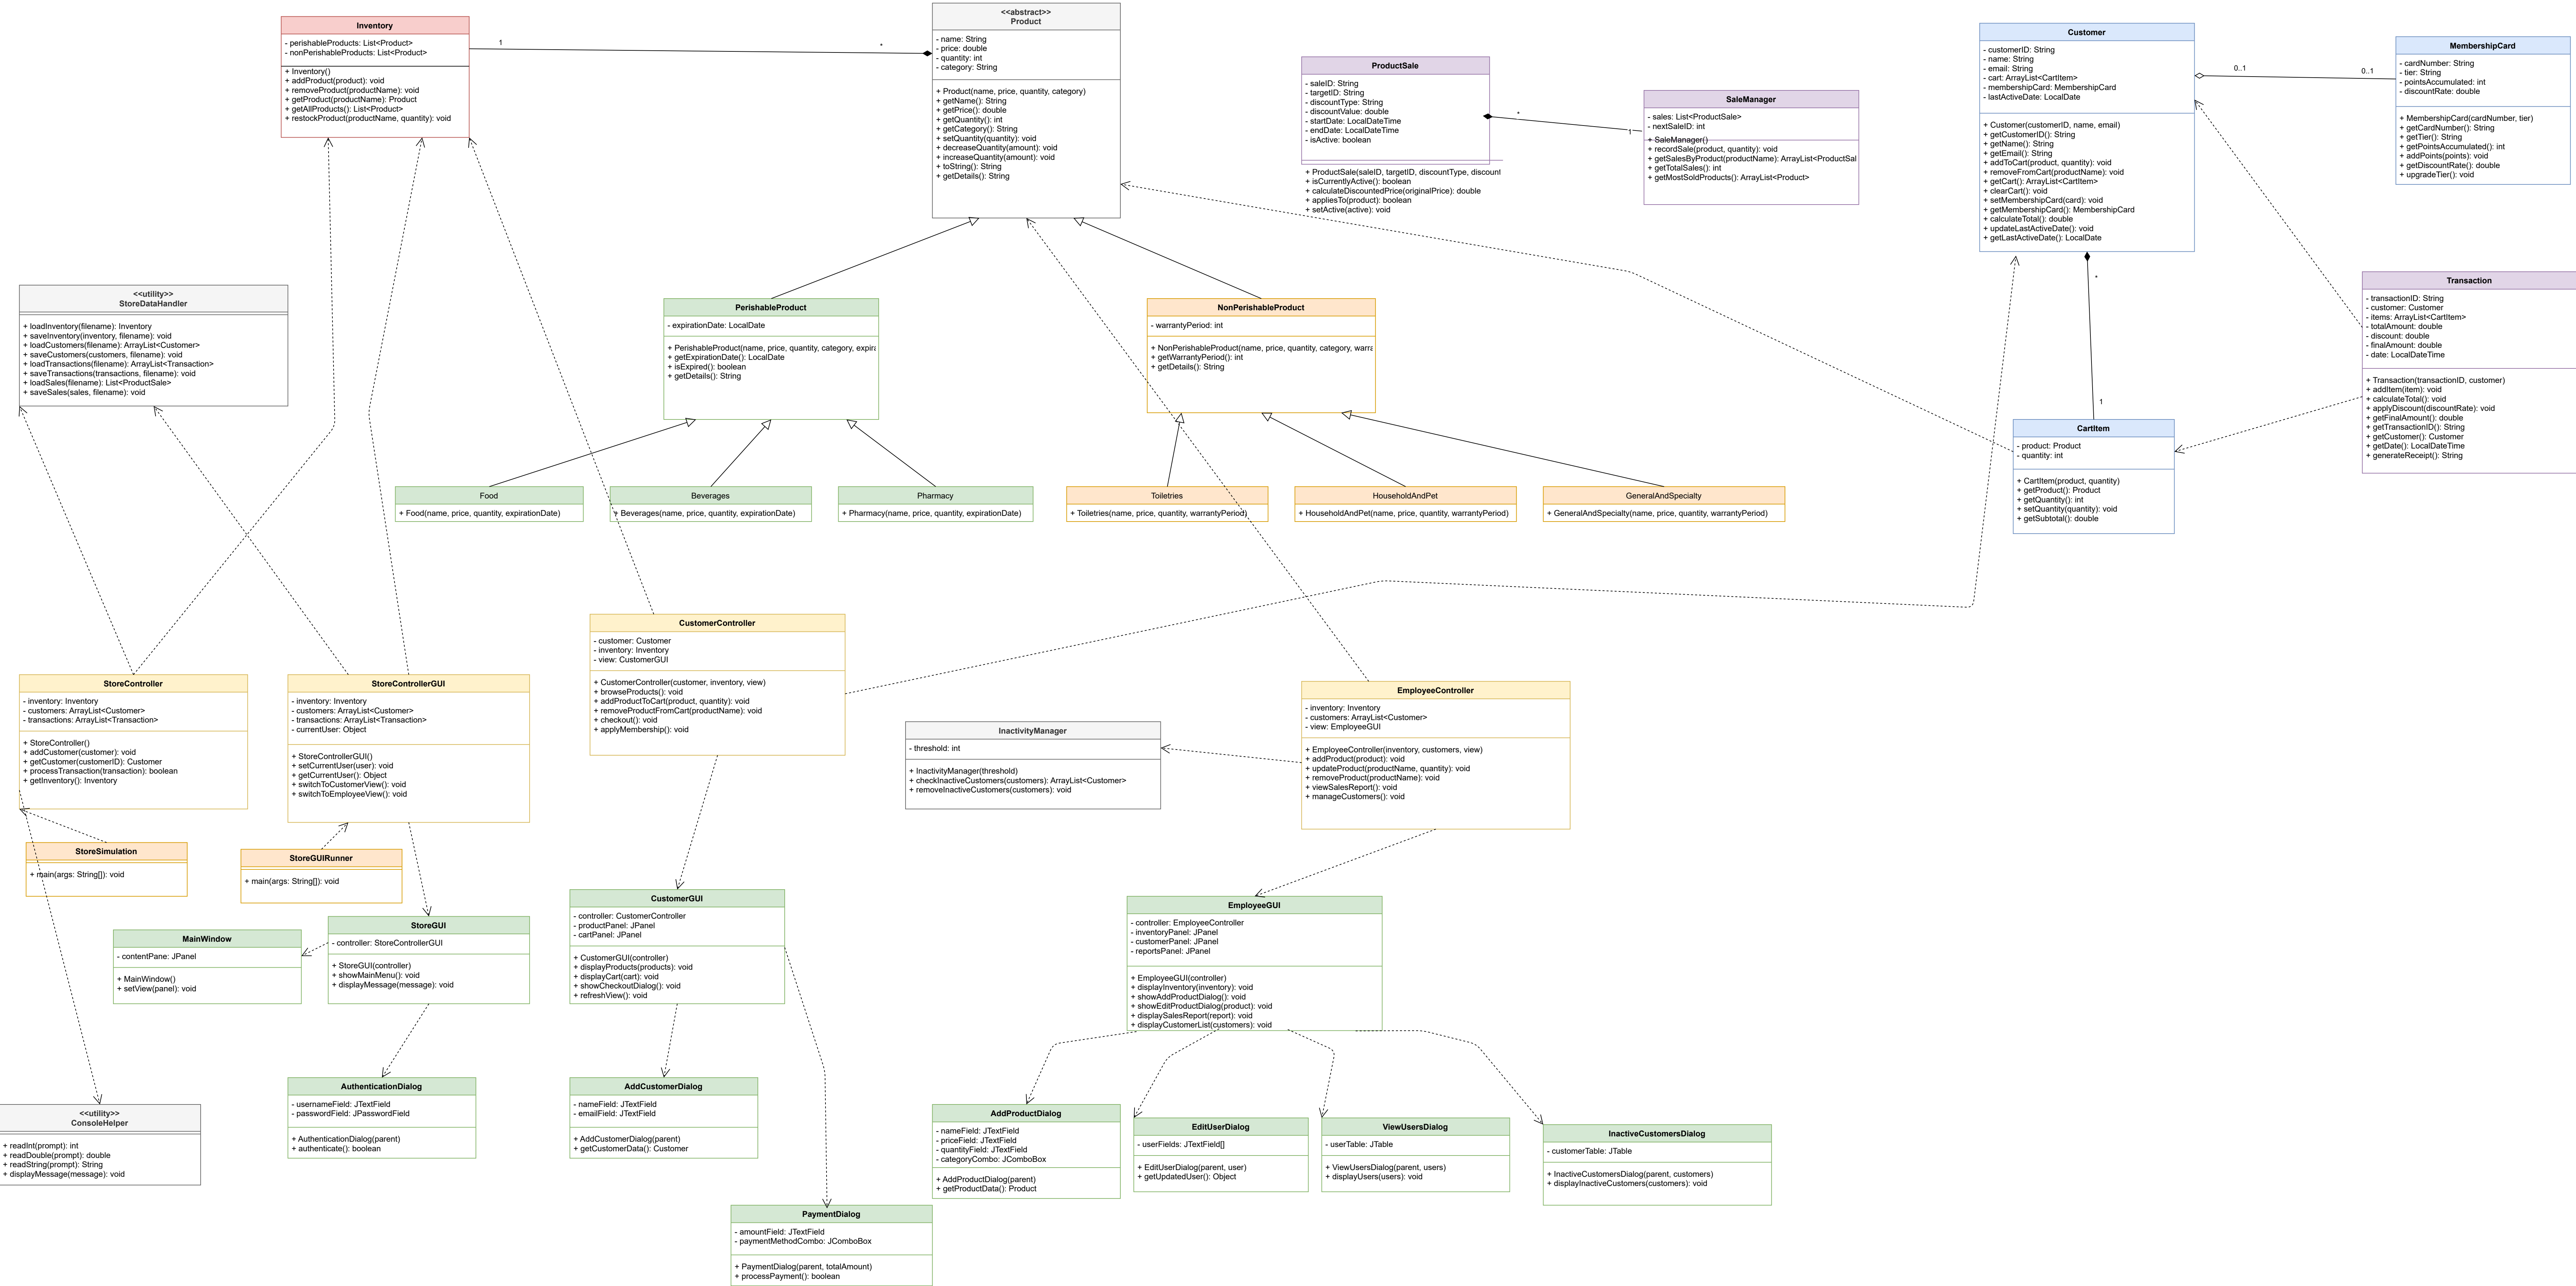 Inventory
- perishableProducts: List<Product>
- nonPerishableProducts: List<Product>
+ Inventory()
+ addProduct(product): void
+ removeProduct(productName): void
+ getProduct(productName): Product
+ getAllProducts(): List<Product>
+ restockProduct(productName, quantity): void
1
*
<<abstract>>
Product
- name: String
- price: double
- quantity: int
- category: String
+ Product(name, price, quantity, category)
+ getName(): String
+ getPrice(): double
+ getQuantity(): int
+ getCategory(): String
+ setQuantity(quantity): void
+ decreaseQuantity(amount): void
+ increaseQuantity(amount): void
+ toString(): String
+ getDetails(): String
ProductSale
- saleID: String
- targetID: String
- discountType: String
- discountValue: double
- startDate: LocalDateTime
- endDate: LocalDateTime
- isActive: boolean
+ ProductSale(saleID, targetID, discountType, discount
+ isCurrentlyActive(): boolean
+ calculateDiscountedPrice(originalPrice): double
+ appliesTo(product): boolean
+ setActive(active): void
*
1
SaleManager
- sales: List<ProductSale>
- nextSaleID: int
+ SaleManager()
+ recordSale(product, quantity): void
+ getSalesByProduct(productName): ArrayList<ProductSal
+ getTotalSales(): int
+ getMostSoldProducts(): ArrayList<Product>
Customer
- customerID: String
- name: String
- email: String
- cart: ArrayList<CartItem>
- membershipCard: MembershipCard
- lastActiveDate: LocalDate
+ Customer(customerID, name, email)
+ getCustomerID(): String
+ getName(): String
+ getEmail(): String
+ addToCart(product, quantity): void
+ removeFromCart(productName): void
+ getCart(): ArrayList<CartItem>
+ clearCart(): void
+ setMembershipCard(card): void
+ getMembershipCard(): MembershipCard
+ calculateTotal(): double
+ updateLastActiveDate(): void
+ getLastActiveDate(): LocalDate
0..1
0..1
MembershipCard
- cardNumber: String
- tier: String
- pointsAccumulated: int
- discountRate: double
+ MembershipCard(cardNumber, tier)
+ getCardNumber(): String
+ getTier(): String
+ getPointsAccumulated(): int
+ addPoints(points): void
+ getDiscountRate(): double
+ upgradeTier(): void
*
1
Transaction
- transactionID: String
- customer: Customer
- items: ArrayList<CartItem>
- totalAmount: double
- discount: double
- finalAmount: double
- date: LocalDateTime
+ Transaction(transactionID, customer)
+ addItem(item): void
+ calculateTotal(): void
+ applyDiscount(discountRate): void
+ getFinalAmount(): double
+ getTransactionID(): String
+ getCustomer(): Customer
+ getDate(): LocalDateTime
+ generateReceipt(): String
CartItem
- product: Product
- quantity: int
+ CartItem(product, quantity)
+ getProduct(): Product
+ getQuantity(): int
+ setQuantity(quantity): void
+ getSubtotal(): double
<<utility>>
StoreDataHandler
+ loadInventory(filename): Inventory
+ saveInventory(inventory, filename): void
+ loadCustomers(filename): ArrayList<Customer>
+ saveCustomers(customers, filename): void
+ loadTransactions(filename): ArrayList<Transaction>
+ saveTransactions(transactions, filename): void
+ loadSales(filename): List<ProductSale>
+ saveSales(sales, filename): void
PerishableProduct
- expirationDate: LocalDate
+ PerishableProduct(name, price, quantity, category, expira
+ getExpirationDate(): LocalDate
+ isExpired(): boolean
+ getDetails(): String
NonPerishableProduct
- warrantyPeriod: int
+ NonPerishableProduct(name, price, quantity, category, warra
+ getWarrantyPeriod(): int
+ getDetails(): String
Food
+ Food(name, price, quantity, expirationDate)
Beverages
+ Beverages(name, price, quantity, expirationDate)
Pharmacy
+ Pharmacy(name, price, quantity, expirationDate)
Toiletries
+ Toiletries(name, price, quantity, warrantyPeriod)
HouseholdAndPet
+ HouseholdAndPet(name, price, quantity, warrantyPeriod)
GeneralAndSpecialty
+ GeneralAndSpecialty(name, price, quantity, warrantyPeriod)
StoreController
- inventory: Inventory
- customers: ArrayList<Customer>
- transactions: ArrayList<Transaction>
+ StoreController()
+ addCustomer(customer): void
+ getCustomer(customerID): Customer
+ processTransaction(transaction): boolean
+ getInventory(): Inventory
StoreControllerGUI
- inventory: Inventory
- customers: ArrayList<Customer>
- transactions: ArrayList<Transaction>
- currentUser: Object
+ StoreControllerGUI()
+ setCurrentUser(user): void
+ getCurrentUser(): Object
+ switchToCustomerView(): void
+ switchToEmployeeView(): void
CustomerController
- customer: Customer
- inventory: Inventory
- view: CustomerGUI
+ CustomerController(customer, inventory, view)
+ browseProducts(): void
+ addProductToCart(product, quantity): void
+ removeProductFromCart(productName): void
+ checkout(): void
+ applyMembership(): void
InactivityManager
- threshold: int
+ InactivityManager(threshold)
+ checkInactiveCustomers(customers): ArrayList<Customer>
+ removeInactiveCustomers(customers): void
EmployeeController
- inventory: Inventory
- customers: ArrayList<Customer>
- view: EmployeeGUI
+ EmployeeController(inventory, customers, view)
+ addProduct(product): void
+ updateProduct(productName, quantity): void
+ removeProduct(productName): void
+ viewSalesReport(): void
+ manageCustomers(): void
StoreSimulation
+ main(args: String[]): void
StoreGUIRunner
+ main(args: String[]): void
MainWindow
- contentPane: JPanel
+ MainWindow()
+ setView(panel): void
StoreGUI
- controller: StoreControllerGUI
+ StoreGUI(controller)
+ showMainMenu(): void
+ displayMessage(message): void
CustomerGUI
- controller: CustomerController
- productPanel: JPanel
- cartPanel: JPanel
+ CustomerGUI(controller)
+ displayProducts(products): void
+ displayCart(cart): void
+ showCheckoutDialog(): void
+ refreshView(): void
EmployeeGUI
- controller: EmployeeController
- inventoryPanel: JPanel
- customerPanel: JPanel
- reportsPanel: JPanel
+ EmployeeGUI(controller)
+ displayInventory(inventory): void
+ showAddProductDialog(): void
+ showEditProductDialog(product): void
+ displaySalesReport(report): void
+ displayCustomerList(customers): void
<<utility>>
ConsoleHelper
+ readInt(prompt): int
+ readDouble(prompt): double
+ readString(prompt): String
+ displayMessage(message): void
AuthenticationDialog
- usernameField: JTextField
- passwordField: JPasswordField
+ AuthenticationDialog(parent)
+ authenticate(): boolean
AddCustomerDialog
- nameField: JTextField
- emailField: JTextField
+ AddCustomerDialog(parent)
+ getCustomerData(): Customer
AddProductDialog
- nameField: JTextField
- priceField: JTextField
- quantityField: JTextField
- categoryCombo: JComboBox
+ AddProductDialog(parent)
+ getProductData(): Product
EditUserDialog
- userFields: JTextField[]
+ EditUserDialog(parent, user)
+ getUpdatedUser(): Object
ViewUsersDialog
- userTable: JTable
+ ViewUsersDialog(parent, users)
+ displayUsers(users): void
InactiveCustomersDialog
- customerTable: JTable
+ InactiveCustomersDialog(parent, customers)
+ displayInactiveCustomers(customers): void
PaymentDialog
- amountField: JTextField
- paymentMethodCombo: JComboBox
+ PaymentDialog(parent, totalAmount)
+ processPayment(): boolean